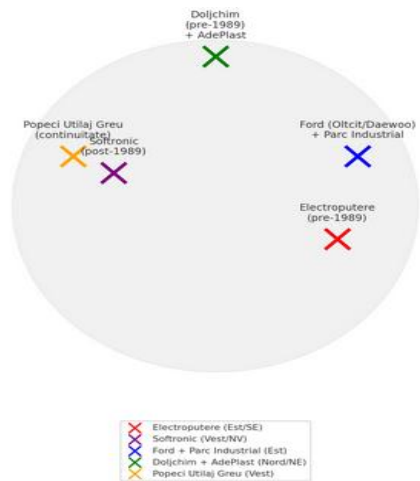 Doljchim
(pre-1989)
+ AdePlast
Popeci Utilaj Greu
(continuitate)
Softronic
(post-1989)
Ford (Oltcit/Daewoo)
+ Parc Industrial
Electroputere
(pre-1989)
Electroputere (Est/SE)
Softronic (Vest/NV)
Ford + Parc Industrial (Est)
Doljchim + AdePlast (Nord/NE)
Popeci Utilaj Greu (Vest)